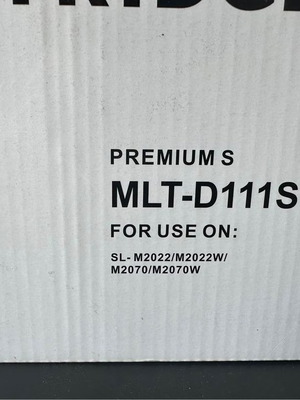 PREMIUM S
MLT-D111S
FOR USE ON:
SL- M2022/M2022W/
M2070/M2070W